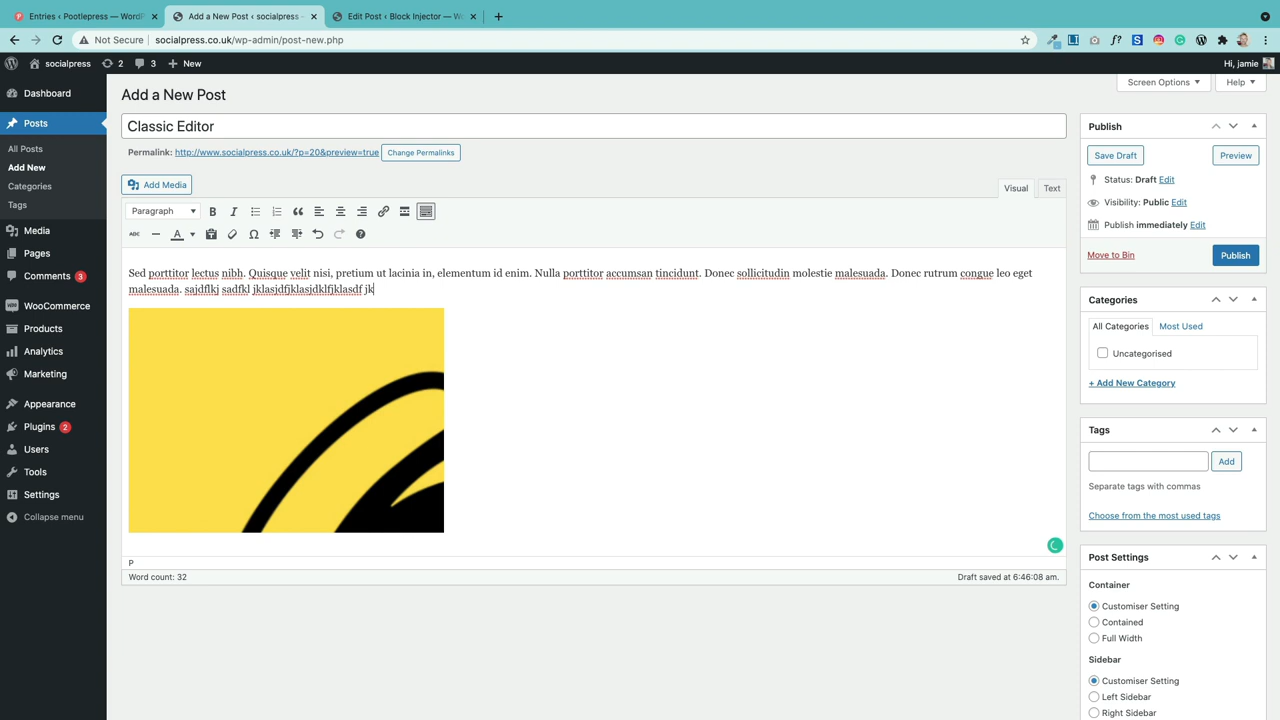 Entries ‹ Pootlepress — WordP
Add a New Post ‹ socialpress –
Edit Post ‹ Block Injector — Wo
Not Secure
socialpress.co.uk/wp-admin/post-new.php
socialpress
2
3
New
Hi, jamie
Dashboard
Posts
All Posts
Add New
Categories
Tags
Media
Pages
Comments 3
WooCommerce
Products
Analytics
Marketing
Appearance
Plugins 2
Users
Tools
Settings
Collapse menu
Screen Options
Help
Add a New Post
Classic Editor
Permalink: http://www.socialpress.co.uk/?p=20&preview=true
Change Permalinks
Add Media
Visual
Text
Paragraph
B
I
ABC
A
Sed porttitor lectus nibh. Quisque velit nisi, pretium ut lacinia in, elementum id enim. Nulla porttitor accumsan tincidunt. Donec sollicitudin molestie malesuada. Donec rutrum congue leo eget
malesuada. sajdflkj sadfkl jklasjdfjklasjdklfjklasdf jk
P
Word count: 32
Draft saved at 6:46:08 am.
Publish
Save Draft
Preview
Status: Draft Edit
Visibility: Public Edit
Publish immediately Edit
Move to Bin
Publish
Categories
All Categories
Most Used
Uncategorised
+ Add New Category
Tags
Add
Separate tags with commas
Choose from the most used tags
Post Settings
Container
Customiser Setting
Contained
Full Width
Sidebar
Customiser Setting
Left Sidebar
Right Sidebar